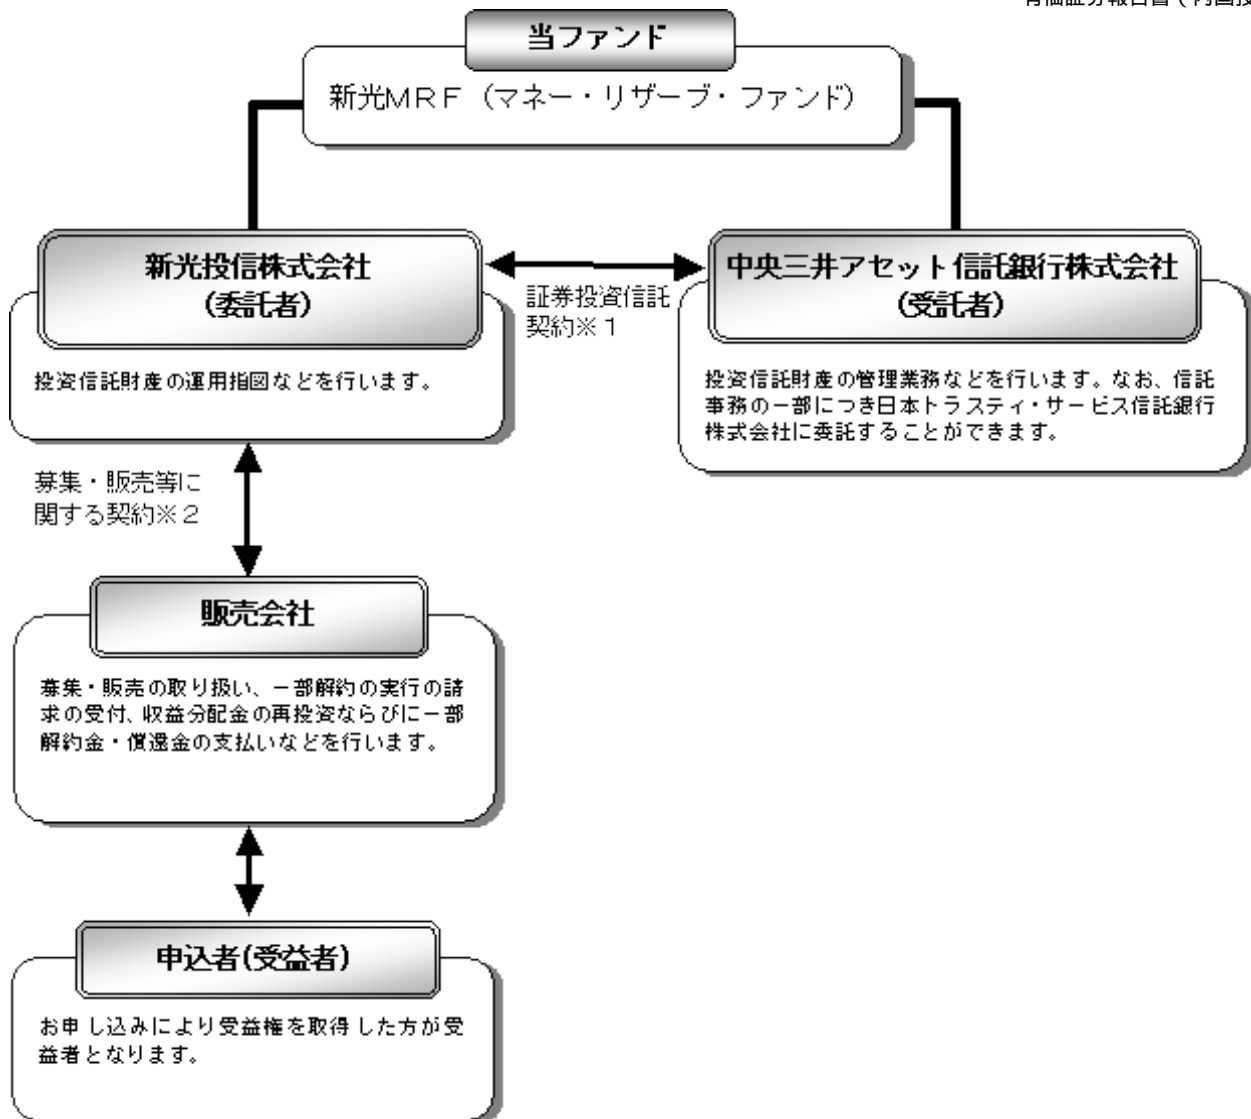 当ファンド
新光MRF（マネー・リザーブ・ファンド）
新光投信株式会社
(委託者)
投資信託財産の運用指図などを行います。
証券投資信託
契約※１
中央三井アセット信託銀行株式会社
(受託者)
投資信託財産の管理業務などを行います。なお、信託
事務の一部につき日本トラスティ・サービス信託銀行
株式会社に委託することができます。
募集・販売等に
関する契約※２
販売会社
募集・販売の取り扱い、一部解約の実行の請
求の受付、収益分配金の再投資ならびに一部
解約金・償還金の支払いなどを行います。
申込者(受益者)
お申し込みにより受益権を取得した方が受
益者となります。